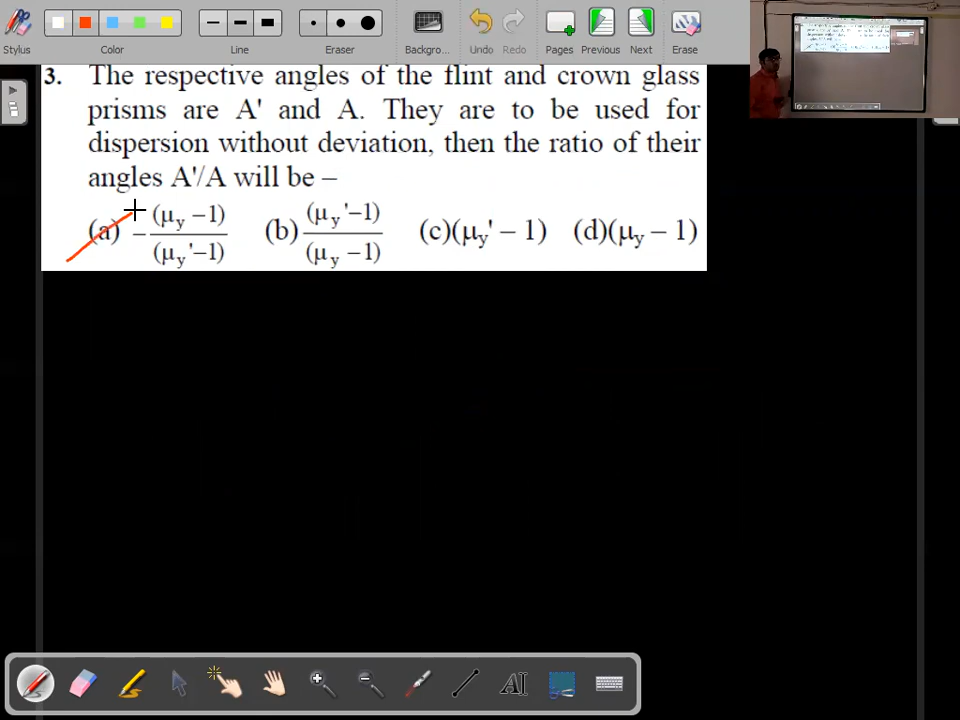 Stylus Color Line Eraser Backgro... Undo Redo Pages Previous Next Erase
3. The respective angles of the flint and crown glass
prisms are A' and A. They are to be used for
dispersion without deviation, then the ratio of their
angles A'/A will be –
(a) –(μy –1)/(μy'–1) (b) (μy'–1)/(μy –1) (c)(μy' – 1) (d)(μy – 1)
AI